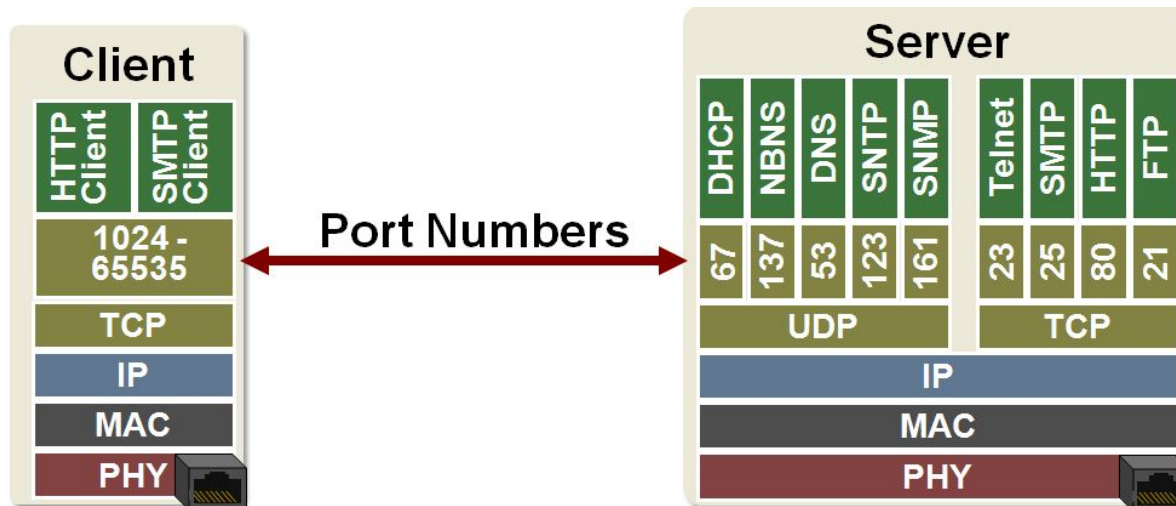 Client
HTTP
Client
SMTP
Client
1024 -
65535
TCP
IP
MAC
PHY
Port Numbers
Server
DHCP
NBNS
DNS
SNTP
SNMP
Telnet
SMTP
HTTP
FTP
67
137
53
123
161
23
25
80
21
UDP
TCP
IP
MAC
PHY